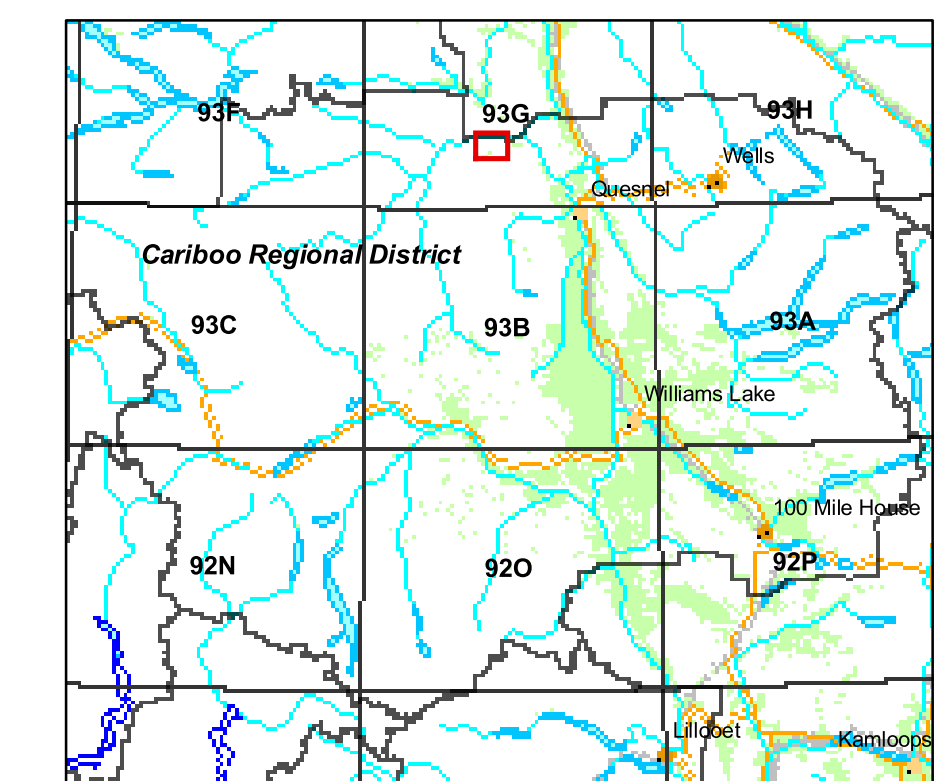 93F
93G
93H
Wells
Quesnel
Cariboo Regional District
93C
93B
93A
Williams Lake
100 Mile House
92N
92O
92P
Lillooet
Kamloops